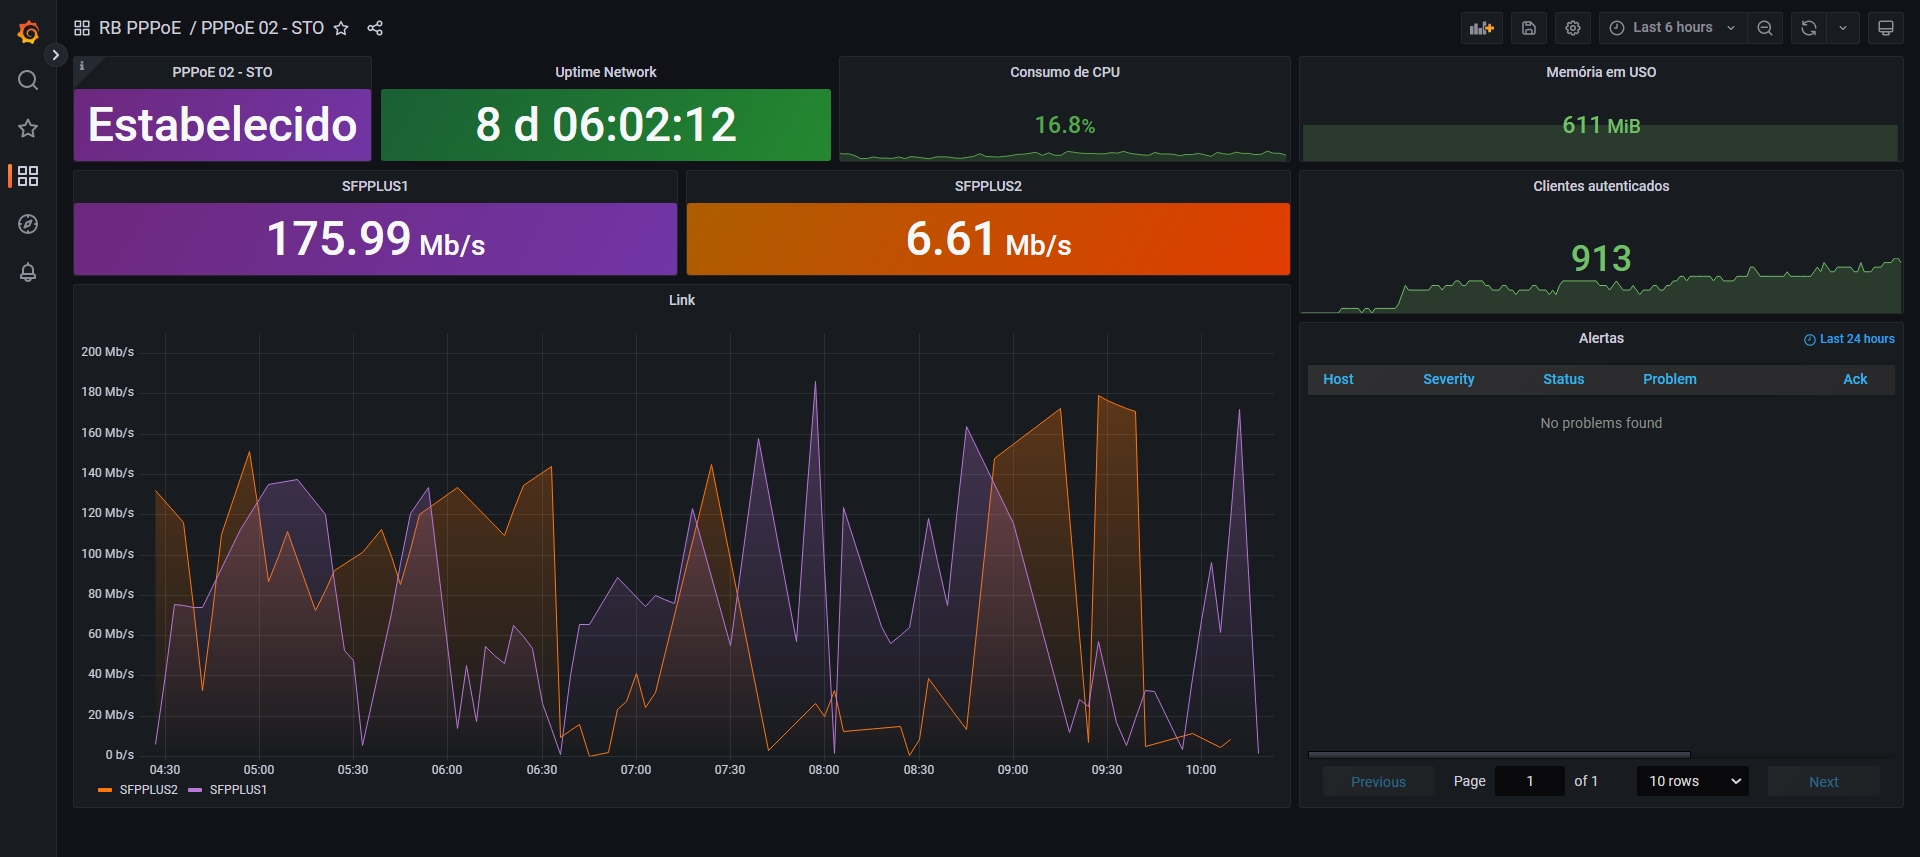 RB PPPoE / PPPoE 02 - STO
Last 6 hours
PPPoE 02 - STO
Estabelecido
Uptime Network
8 d 06:02:12
Consumo de CPU
16.8%
Memória em USO
611 MiB
SFPPLUS1
175.99 Mb/s
SFPPLUS2
6.61 Mb/s
Clientes autenticados
913
Link
200 Mb/s
180 Mb/s
160 Mb/s
140 Mb/s
120 Mb/s
100 Mb/s
80 Mb/s
60 Mb/s
40 Mb/s
20 Mb/s
0 b/s
04:30 05:00 05:30 06:00 06:30 07:00 07:30 08:00 08:30 09:00 09:30 10:00
SFPPLUS2 SFPPLUS1
Alertas
Last 24 hours
Host Severity Status Problem Ack
No problems found
Previous Page 1 of 1 10 rows Next